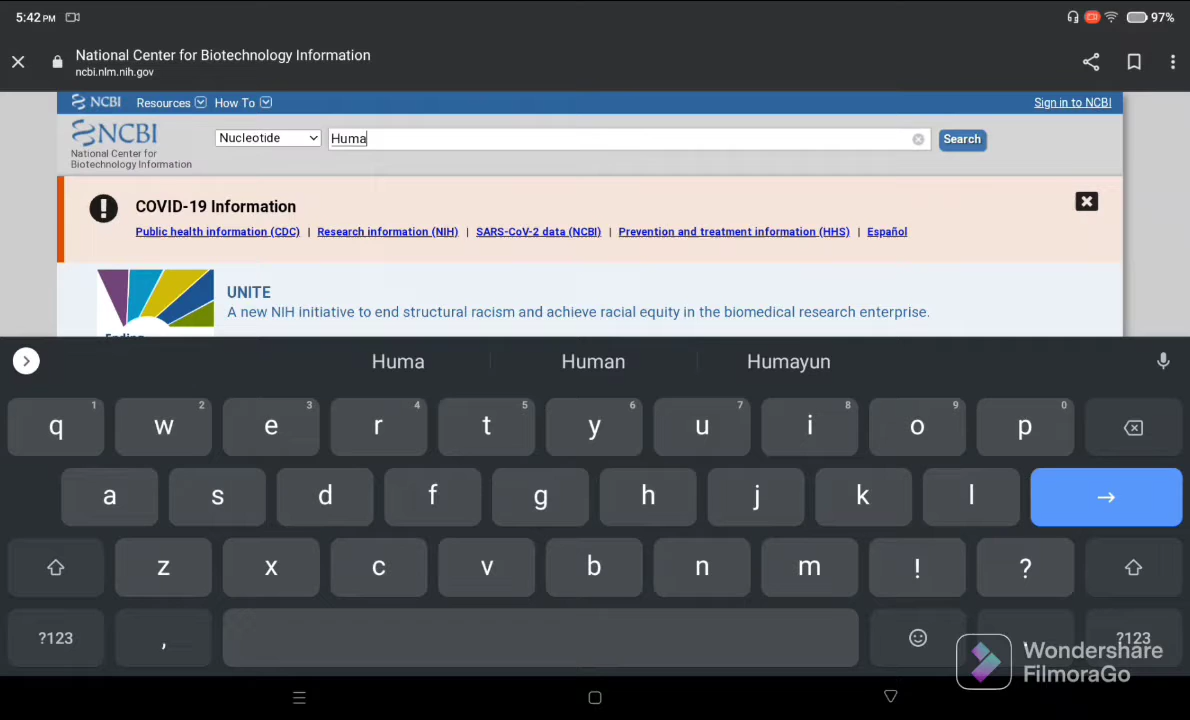 5:42 PM
97%
National Center for Biotechnology Information
ncbi.nlm.nih.gov
NCBI Resources How To Sign in to NCBI
NCBI Nucleotide Huma Search
National Center for
Biotechnology Information
COVID-19 Information
Public health information (CDC) | Research information (NIH) | SARS-CoV-2 data (NCBI) | Prevention and treatment information (HHS) | Español
UNITE
A new NIH initiative to end structural racism and achieve racial equity in the biomedical research enterprise.
Ending
Huma Human Humayun
1 2 3 4 5 6 7 8 9 0
q w e r t y u i o p
a s d f g h j k l
z x c v b n m ! ?
?123 , ?123
Wondershare
FilmoraGo